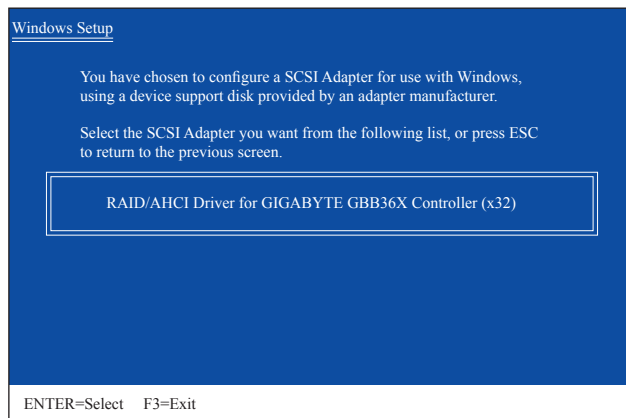 Windows Setup
You have chosen to configure a SCSI Adapter for use with Windows,
using a device support disk provided by an adapter manufacturer.
Select the SCSI Adapter you want from the following list, or press ESC
to return to the previous screen.
RAID/AHCI Driver for GIGABYTE GBB36X Controller (x32)
ENTER=Select F3=Exit